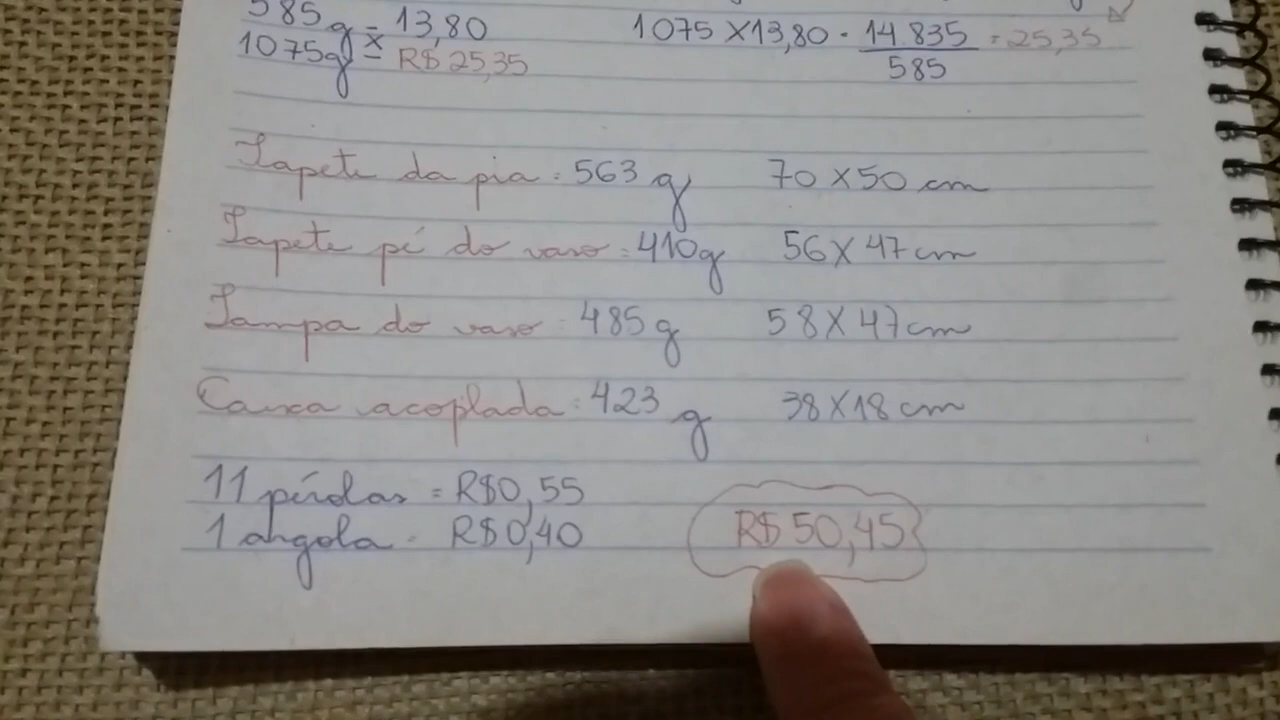 585g = 13,80 1075 X 13,80 = 14.835 = 25,35
1075g = x R$ 25,35 585
Tapete da pia: 563 g 70 X 50 cm
Tapete pé do vaso: 410g 56 X 47 cm
Tampa do vaso: 485 g 58 X 47 cm
Caixa acoplada: 423 g 38 X 18 cm
11 pérolas = R$0,55
1 argola = R$0,40 R$ 50,45